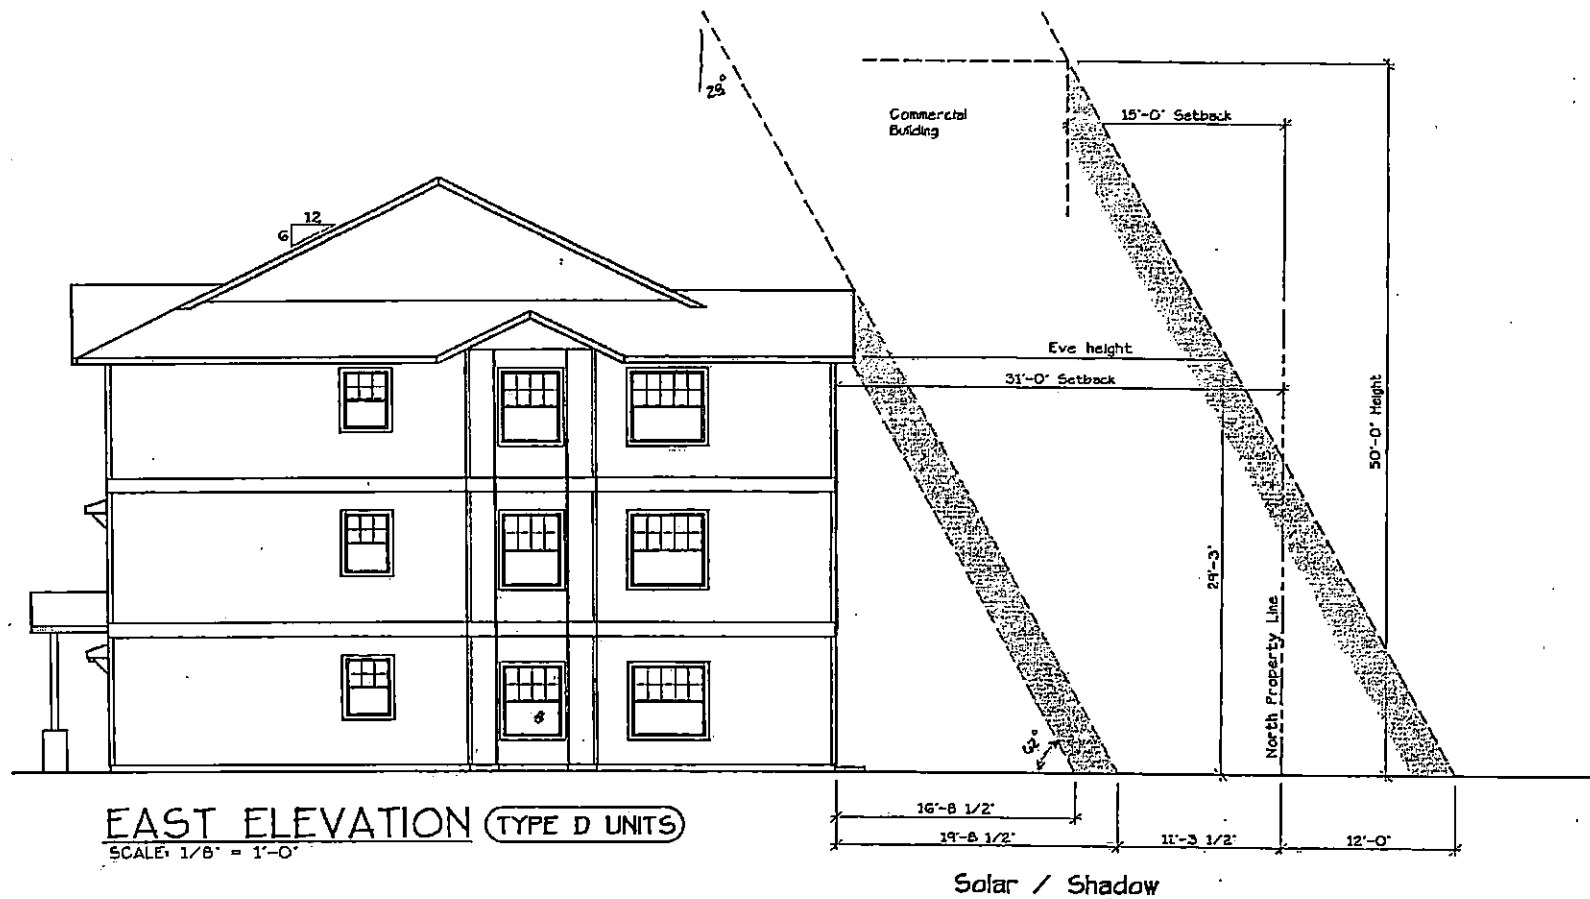 28°
Commercial
Building
15'-0" Setback
12
6
Eve height
31'-0" Setback
50'-0" Height
29'-3"
North Property Line
62°
16'-8 1/2"
19'-8 1/2"
11'-3 1/2"
12'-0"
EAST ELEVATION (TYPE D UNITS)
SCALE: 1/8" = 1'-0"
Solar / Shadow